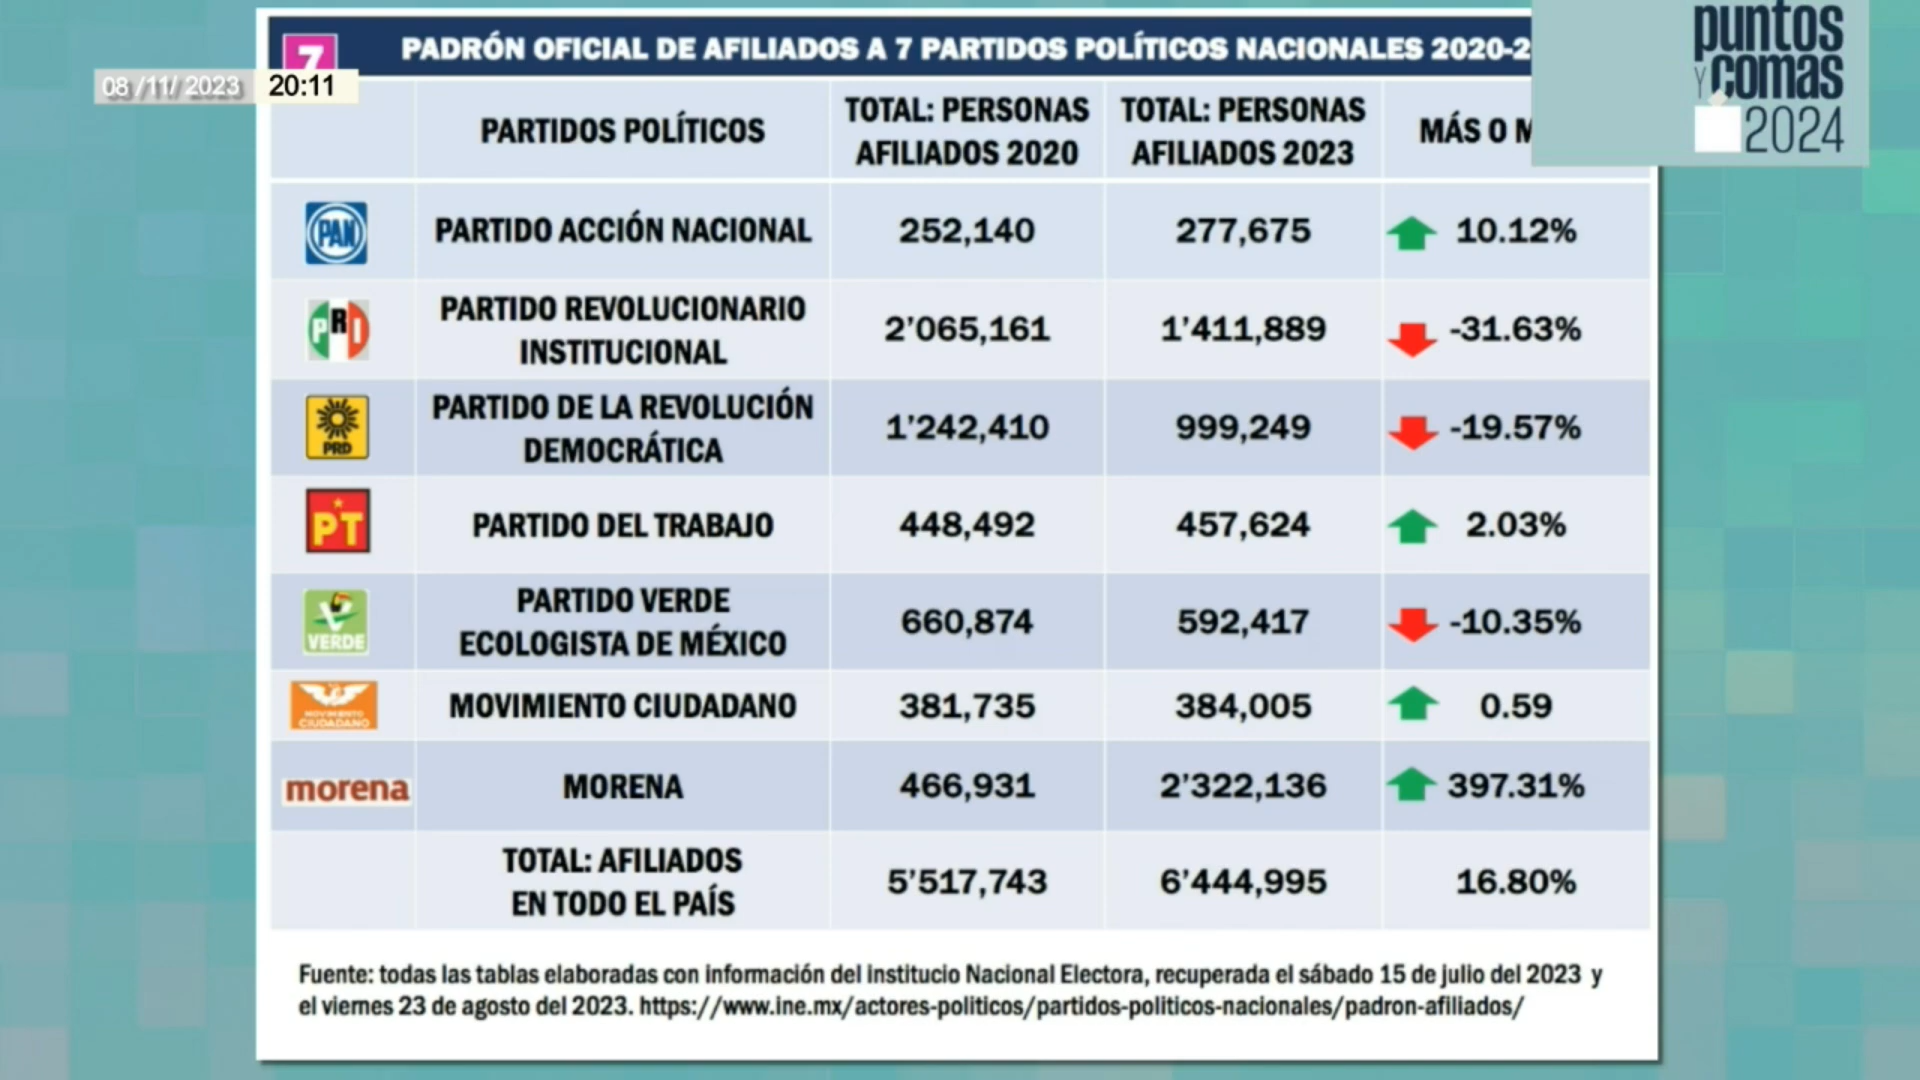 puntos
Y comas
2024
08/11/2023 20:11
7
PADRÓN OFICIAL DE AFILIADOS A 7 PARTIDOS POLÍTICOS NACIONALES 2020-2
PARTIDOS POLÍTICOS
TOTAL: PERSONAS
AFILIADOS 2020
TOTAL: PERSONAS
AFILIADOS 2023
MÁS O M
PAN
PARTIDO ACCIÓN NACIONAL 252,140 277,675 10.12%
PRI
PARTIDO REVOLUCIONARIO
INSTITUCIONAL
2’065,161 1’411,889 -31.63%
PRD
PARTIDO DE LA REVOLUCIÓN
DEMOCRÁTICA
1’242,410 999,249 -19.57%
PT
PARTIDO DEL TRABAJO 448,492 457,624 2.03%
VERDE
PARTIDO VERDE
ECOLOGISTA DE MÉXICO
660,874 592,417 -10.35%
MOVIMIENTO
CIUDADANO
MOVIMIENTO CIUDADANO 381,735 384,005 0.59
morena
MORENA 466,931 2’322,136 397.31%
TOTAL: AFILIADOS
EN TODO EL PAÍS
5’517,743 6’444,995 16.80%
Fuente: todas las tablas elaboradas con información del institucio Nacional Electora, recuperada el sábado 15 de julio del 2023 y
el viernes 23 de agosto del 2023. https://www.ine.mx/actores-politicos/partidos-politicos-nacionales/padron-afiliados/